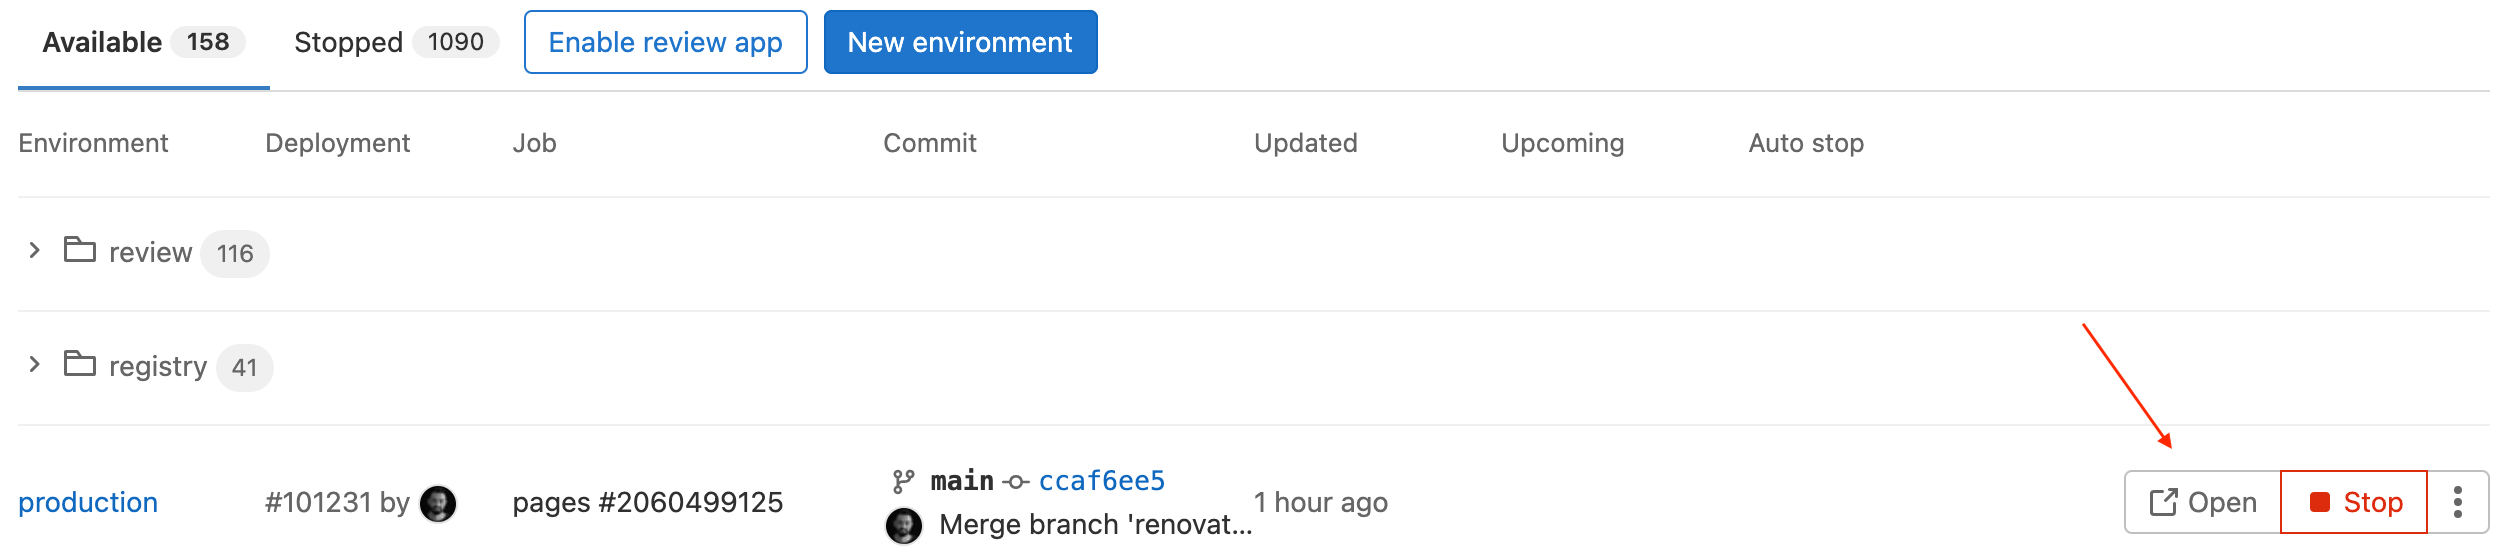 Available 158 Stopped 1090 Enable review app New environment
Environment Deployment Job Commit Updated Upcoming Auto stop
review 116
registry 41
production #101231 by pages #2060499125 main ccaf6ee5 1 hour ago Open Stop
Merge branch 'renovat...